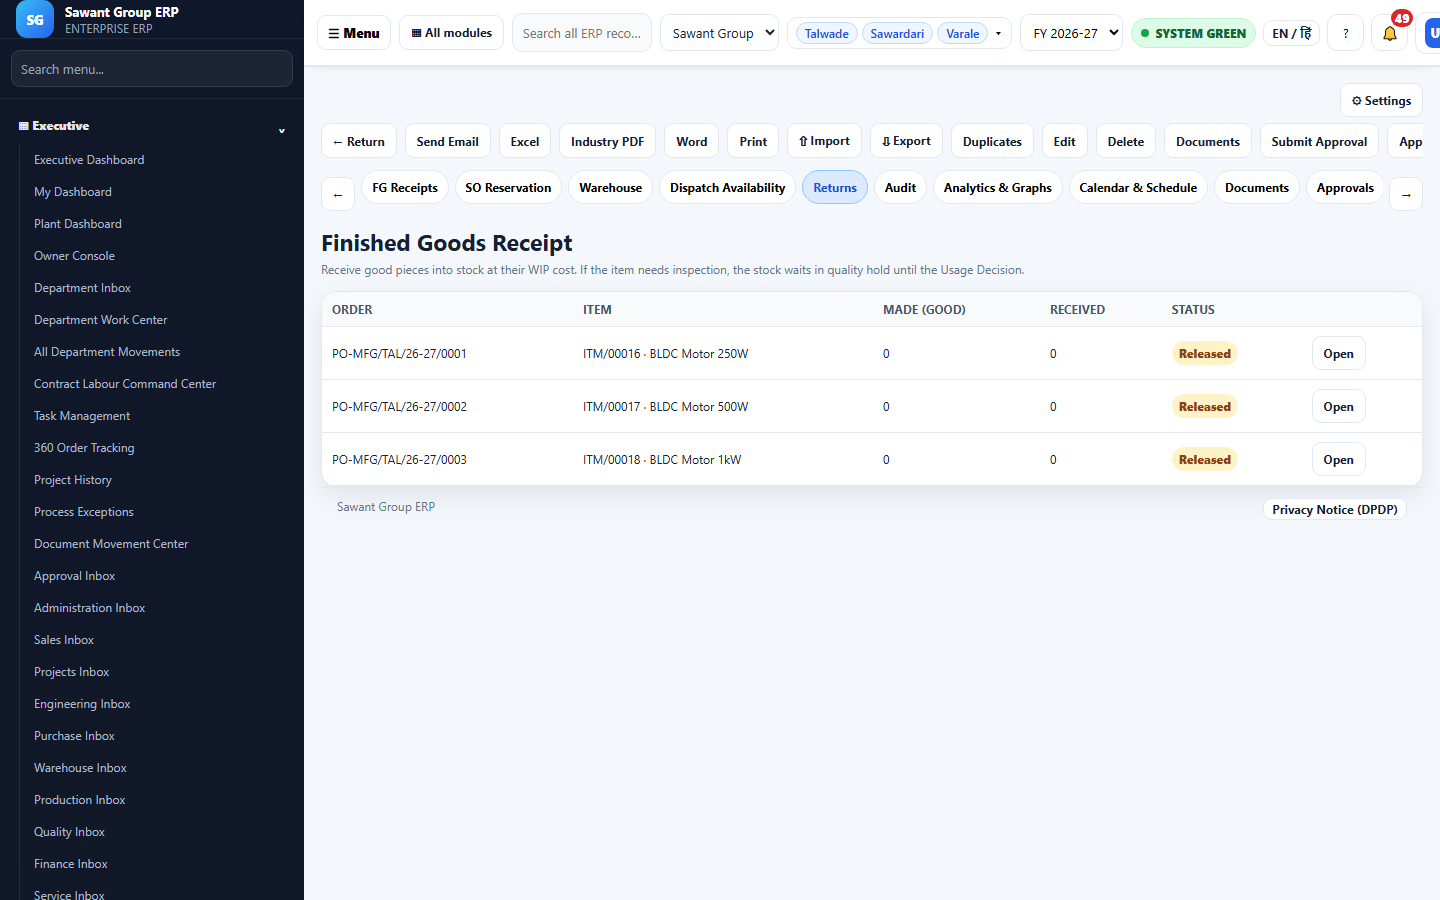 SG Sawant Group ERP
ENTERPRISE ERP
Search menu...
Executive
Executive Dashboard
My Dashboard
Plant Dashboard
Owner Console
Department Inbox
Department Work Center
All Department Movements
Contract Labour Command Center
Task Management
360 Order Tracking
Project History
Process Exceptions
Document Movement Center
Approval Inbox
Administration Inbox
Sales Inbox
Projects Inbox
Engineering Inbox
Purchase Inbox
Warehouse Inbox
Production Inbox
Quality Inbox
Finance Inbox
Service Inbox
☰ Menu All modules Search all ERP reco... Sawant Group Talwade Sawardari Varale FY 2026-27 SYSTEM GREEN EN / हिं ? 49 U
⚙ Settings
← Return Send Email Excel Industry PDF Word Print ⇧ Import ⇩ Export Duplicates Edit Delete Documents Submit Approval App
← FG Receipts SO Reservation Warehouse Dispatch Availability Returns Audit Analytics & Graphs Calendar & Schedule Documents Approvals →
Finished Goods Receipt
Receive good pieces into stock at their WIP cost. If the item needs inspection, the stock waits in quality hold until the Usage Decision.
ORDER ITEM MADE (GOOD) RECEIVED STATUS
PO-MFG/TAL/26-27/0001 ITM/00016 · BLDC Motor 250W 0 0 Released Open
PO-MFG/TAL/26-27/0002 ITM/00017 · BLDC Motor 500W 0 0 Released Open
PO-MFG/TAL/26-27/0003 ITM/00018 · BLDC Motor 1kW 0 0 Released Open
Sawant Group ERP Privacy Notice (DPDP)